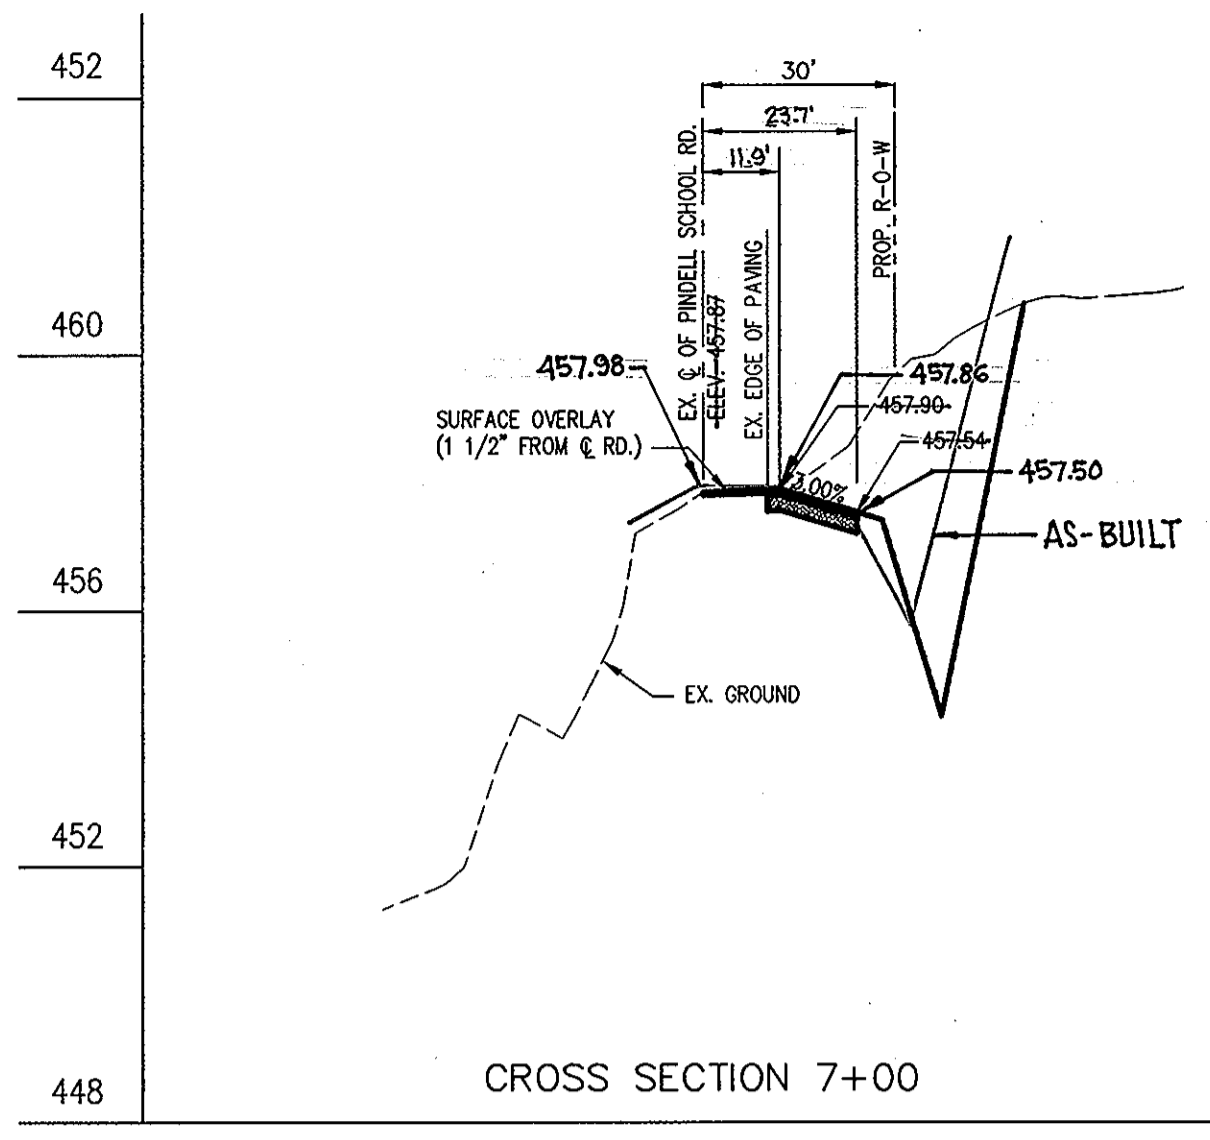 452
30'
23.7'
11.9'
EX. ℄ OF PINDELL SCHOOL RD.
ELEV. 457.87
EX. EDGE OF PAVING
PROP. R-O-W
460
457.98
457.86
457.90
SURFACE OVERLAY
(1 1/2" FROM ℄ RD.)
457.54
457.50
3.00%
AS-BUILT
456
EX. GROUND
452
448
CROSS SECTION 7+00